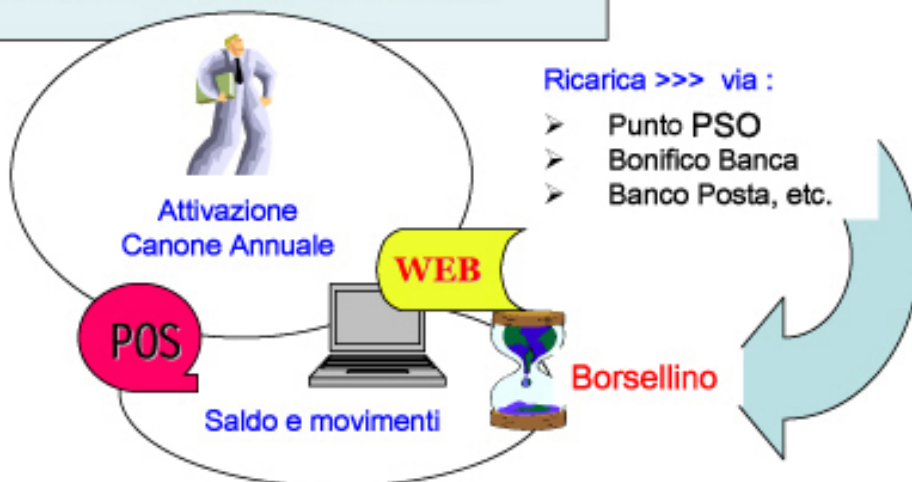 Ricarica >>> via :
➢ Punto PSO
➢ Bonifico Banca
➢ Banco Posta, etc.
Attivazione
Canone Annuale
WEB
POS
Borsellino
Saldo e movimenti